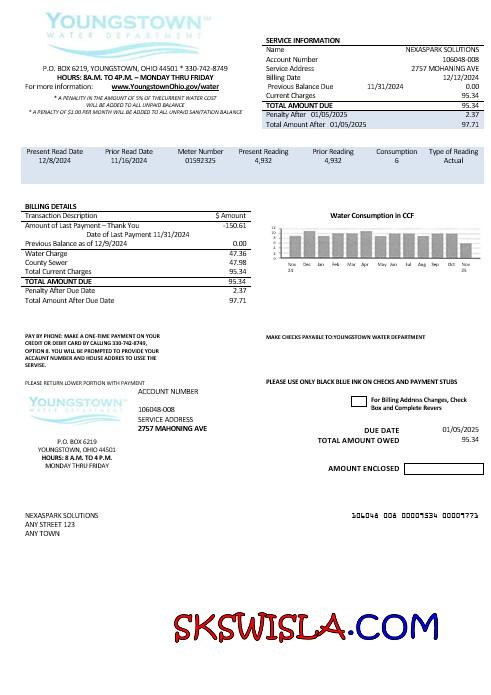 YOUNGSTOWN
WATER DEPARTMENT
P.O. BOX 6219, YOUNGSTOWN, OHIO 44501 * 330-742-8749
HOURS: 8A.M. TO 4P.M. – MONDAY THRU FRIDAY
For more information: www.YoungstownOhio.gov/water
* A PENALTY IN THE AMOUNT OF 5% OF THECURRENT WATER COST
WILL BE ADDED TO ALL UNPAID BALANCE
* A PENALTY OF $1.00 PER MONTH WILL BE ADDED TO ALL UNPAID SANITATION BALANCE
SERVICE INFORMATION
Name NEXASPARK SOLUTIONS
Account Number 106048-008
Service Address 2757 MOHANING AVE
Billing Date 12/12/2024
Previous Balance Due 11/31/2024 0.00
Current Charges 95.34
TOTAL AMOUNT DUE 95.34
Penalty After 01/05/2025 2.37
Total Amount After 01/05/2025 97.71
Present Read Date Prior Read Date Meter Number Present Reading Prior Reading Consumption Type of Reading
12/8/2024 11/16/2024 01592325 4,932 4,932 6 Actual
BILLING DETAILS
Transaction Description $ Amount
Amount of Last Payment – Thank You -150.61
Date of Last Payment 11/31/2024
Previous Balance as of 12/9/2024 0.00
Water Charge 47.36
County Sewer 47.98
Total Current Charges 95.34
TOTAL AMOUNT DUE 95.34
Penalty After Due Date 2.37
Total Amount After Due Date 97.71
Water Consumption in CCF
Nov Dec Jan Feb Mar Apr May Jun Jul Aug Sep Oct Nov
24 25
PAY BY PHONE: MAKE A ONE-TIME PAYMENT ON YOUR
CREDIT OR DEBIT CARD BY CALLING 330-742-8749,
OPTION 8. YOU WILL BE PROMPTED TO PROVIDE YOUR
ACCAUNT NUMBER AND HOUSE ADDRES TO USSE THE
SERVISE.
MAKE CHECKS PAYABLE TO:YOUNGSTOWN WATER DEPARTMENT
PLEASE RETURN LOWER PORTION WITH PAYMENT
PLEASE USE ONLY BLACK BLUE INK ON CHECKS AND PAYMENT STUBS
YOUNGSTOWN
WATER DEPARTMENT
P.O. BOX 6219
YOUNGSTOWN, OHIO 44501
HOURS: 8 A.M. TO 4 P.M.
MONDAY THRU FRIDAY
ACCOUNT NUMBER
106048-008
SERVICE ADDRESS
2757 MAHONING AVE
For Billing Address Changes, Check
Box and Complete Revers
DUE DATE 01/05/2025
TOTAL AMOUNT OWED 95.34
AMOUNT ENCLOSED
NEXASPARK SOLUTIONS
ANY STREET 123
ANY TOWN
106048 008 00009534 00009771
SKSWISLA.COM